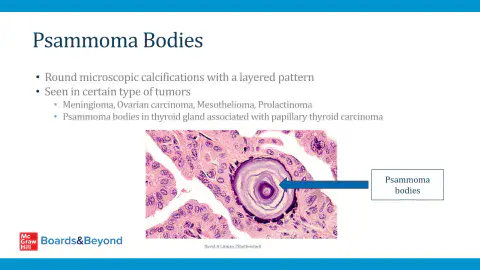 Psammoma Bodies
• Round microscopic calcifications with a layered pattern
• Seen in certain type of tumors
• Meningioma, Ovarian carcinoma, Mesothelioma, Prolactinoma
• Psammoma bodies in thyroid gland associated with papillary thyroid carcinoma
Psammoma
bodies
Mc
Graw
Hill
Boards&Beyond